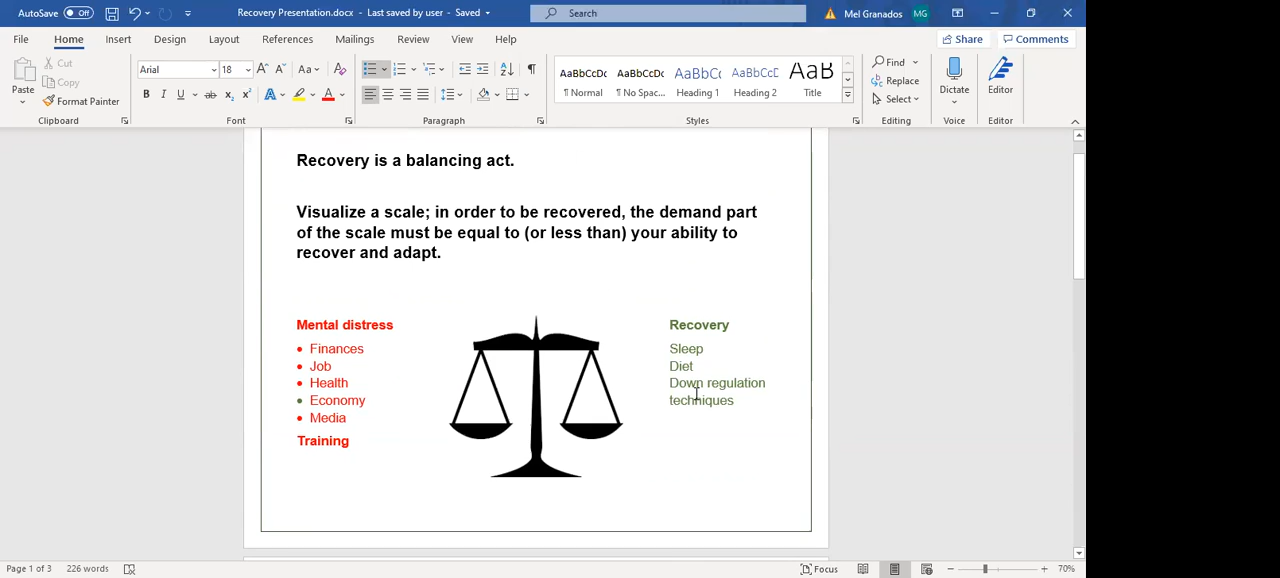 AutoSave Off Recovery Presentation.docx - Last saved by user - Saved Search Mel Granados MG
File Home Insert Design Layout References Mailings Review View Help Share Comments
Paste Cut Copy Format Painter
Arial 18 Aa
B I U ab x₂ x² A A
AaBbCcDc AaBbCcDc AaBbCc AaBbCcD AaB
¶ Normal ¶ No Spac... Heading 1 Heading 2 Title
Find
Replace
Select
Dictate Editor
Clipboard Font Paragraph Styles Editing Voice Editor
Recovery is a balancing act.
Visualize a scale; in order to be recovered, the demand part
of the scale must be equal to (or less than) your ability to
recover and adapt.
Mental distress
• Finances
• Job
• Health
• Economy
• Media
Training
Recovery
Sleep
Diet
Down regulation
techniques
Page 1 of 3 226 words Focus 70%